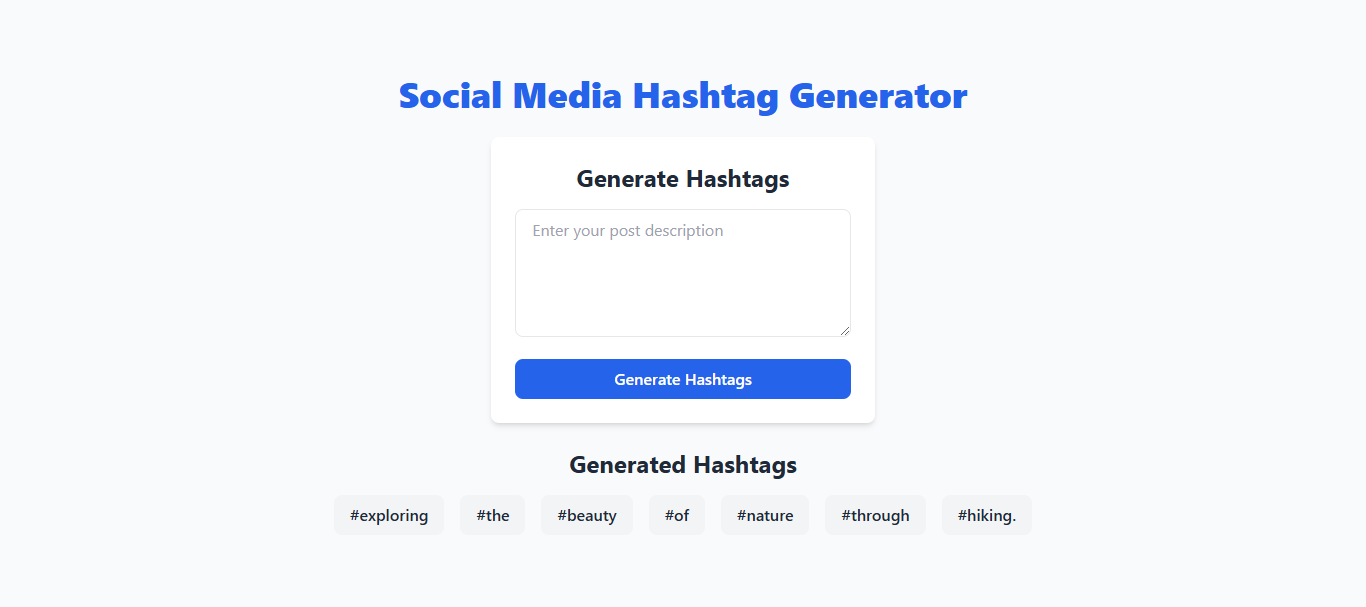 Social Media Hashtag Generator
Generate Hashtags
Enter your post description
Generate Hashtags
Generated Hashtags
#exploring #the #beauty #of #nature #through #hiking.